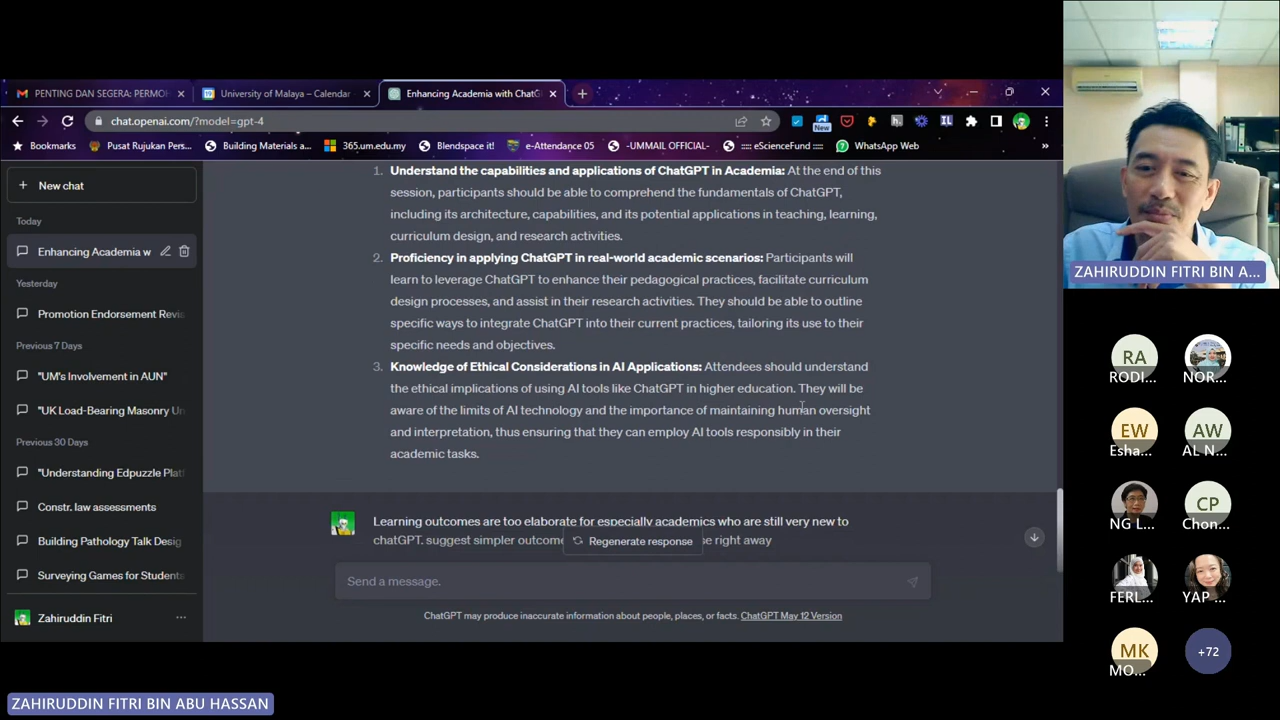 PENTING DAN SEGERA: PERMO
University of Malaya – Calendar
Enhancing Academia with ChatG
chat.openai.com/?model=gpt-4
New
Bookmarks
Pusat Rujukan Pers...
Building Materials a...
365.um.edu.my
Blendspace it!
e-Attendance 05
-UMMAIL OFFICIAL-
::::: eScienceFund ::::
WhatsApp Web
New chat
Today
Enhancing Academia w
Yesterday
Promotion Endorsement Revi
Previous 7 Days
"UM's Involvement in AUN"
"UK Load-Bearing Masonry Un
Previous 30 Days
"Understanding Edpuzzle Plat
Constr. law assessments
Building Pathology Talk Desig
Surveying Games for Students
Zahiruddin Fitri
1. Understand the capabilities and applications of ChatGPT in Academia: At the end of this
session, participants should be able to comprehend the fundamentals of ChatGPT,
including its architecture, capabilities, and its potential applications in teaching, learning,
curriculum design, and research activities.
2. Proficiency in applying ChatGPT in real-world academic scenarios: Participants will
learn to leverage ChatGPT to enhance their pedagogical practices, facilitate curriculum
design processes, and assist in their research activities. They should be able to outline
specific ways to integrate ChatGPT into their current practices, tailoring its use to their
specific needs and objectives.
3. Knowledge of Ethical Considerations in AI Applications: Attendees should understand
the ethical implications of using AI tools like ChatGPT in higher education. They will be
aware of the limits of AI technology and the importance of maintaining human oversight
and interpretation, thus ensuring that they can employ AI tools responsibly in their
academic tasks.
Learning outcomes are too elaborate for especially academics who are still very new to
chatGPT. suggest simpler outcome
se right away
Regenerate response
Send a message.
ChatGPT may produce inaccurate information about people, places, or facts. ChatGPT May 12 Version
ZAHIRUDDIN FITRI BIN A...
RA
RODI...
NOR...
EW
Esha...
AW
AL N...
NG L...
CP
Chon...
FERL...
YAP ...
MK
MO...
+72
ZAHIRUDDIN FITRI BIN ABU HASSAN